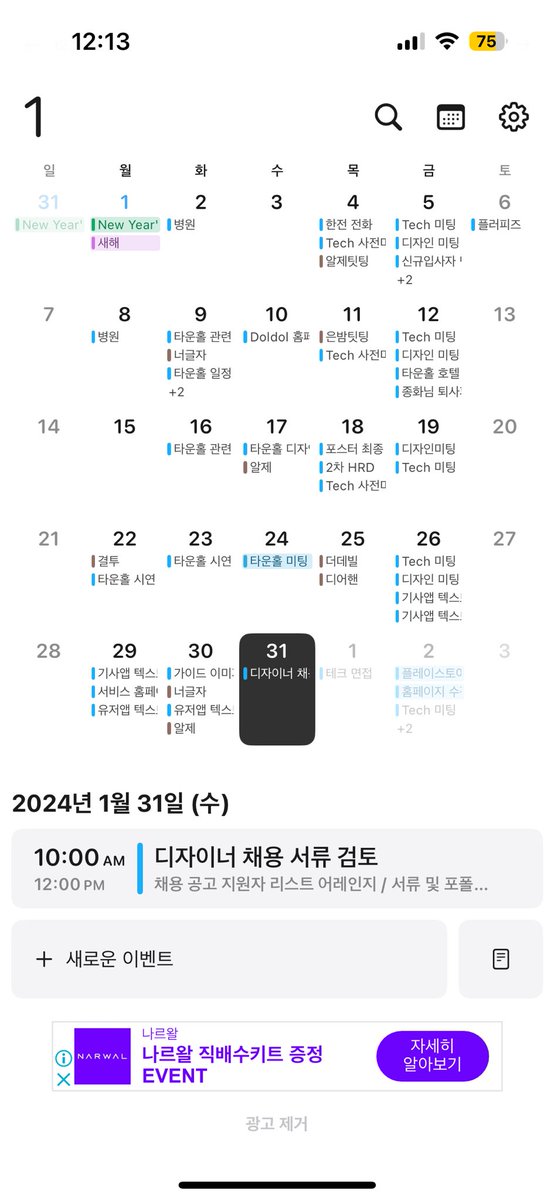 12:13
75
1
일 월 화 수 목 금 토
31 1 2 3 4 5 6
New Year' New Year' 병원 한전 전화 Tech 미팅 플러피즈
새해 Tech 사전미 디자인 미팅
알제팃팅 신규입사자
+2
7 8 9 10 11 12 13
병원 타운홀 관련 Doldol 홈페 은밤팃팅 Tech 미팅
너글자 Tech 사전미 디자인 미팅
타운홀 일정 타운홀 호텔
+2 종화님 퇴사
14 15 16 17 18 19 20
타운홀 관련 타운홀 디자 포스터 최종 디자인미팅
알제 2차 HRD Tech 미팅
Tech 사전미
21 22 23 24 25 26 27
결투 타운홀 시연 타운홀 미팅 더데빌 Tech 미팅
타운홀 시연 디어핸 디자인 미팅
기사앱 텍스
기사앱 텍스
28 29 30 31 1 2 3
기사앱 텍스 가이드 이미 디자이너 채 테크 면접 플레이스토어
서비스 홈페 너글자 홈페이지 수
유저앱 텍스 유저앱 텍스 Tech 미팅
알제 +2
2024년 1월 31일 (수)
10:00 AM 디자이너 채용 서류 검토
12:00 PM 채용 공고 지원자 리스트 어레인지 / 서류 및 포폴...
+ 새로운 이벤트
나르왈
NARWAL 나르왈 직배수키트 증정
EVENT
자세히
알아보기
광고 제거